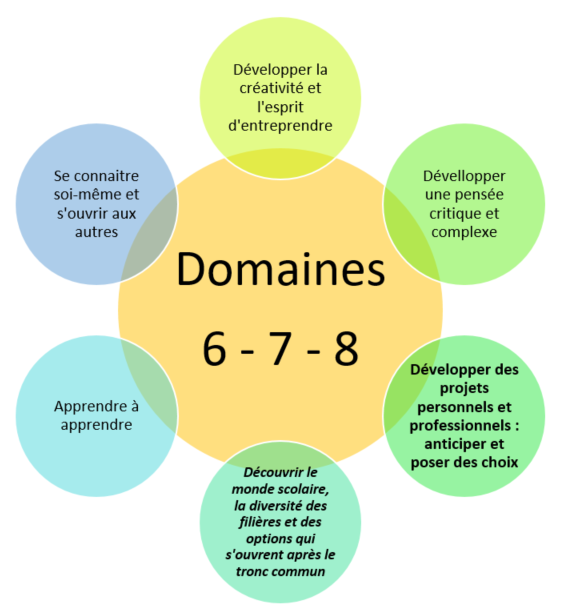 Développer la
créativité et
l'esprit
d'entreprendre
Dévellopper
une pensée
critique et
complexe
Développer des
projets
personnels et
professionnels :
anticiper et
poser des choix
Découvrir le
monde scolaire,
la diversité des
filières et des
options qui
s'ouvrent après le
tronc commun
Apprendre à
apprendre
Se connaitre
soi-même et
s'ouvrir aux
autres
Domaines
6 - 7 - 8